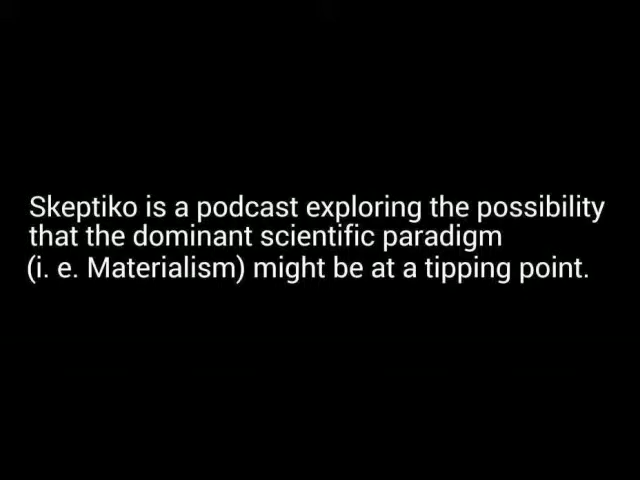 Skeptiko is a podcast exploring the possibility
that the dominant scientific paradigm
(i. e. Materialism) might be at a tipping point.